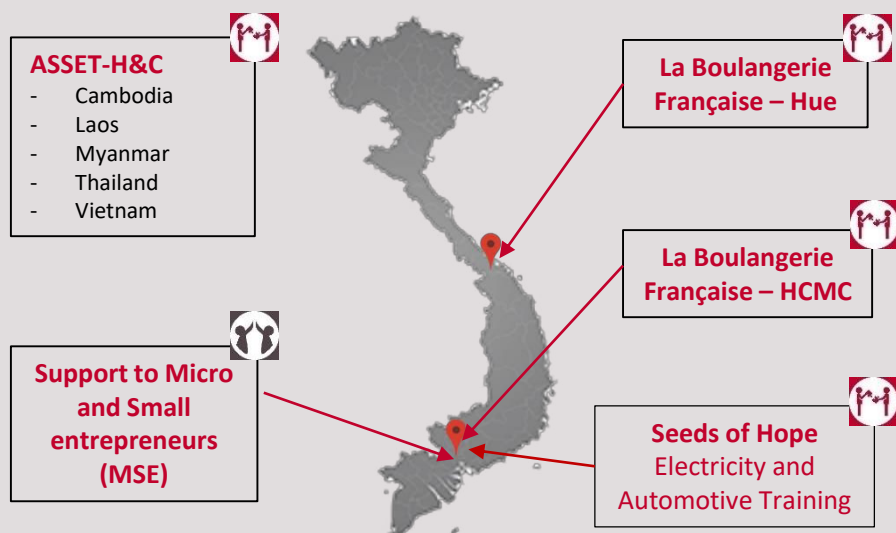 ASSET-H&C
- Cambodia
- Laos
- Myanmar
- Thailand
- Vietnam
La Boulangerie
Française – Hue
La Boulangerie
Française – HCMC
Support to Micro
and Small
entrepreneurs
(MSE)
Seeds of Hope
Electricity and
Automotive Training